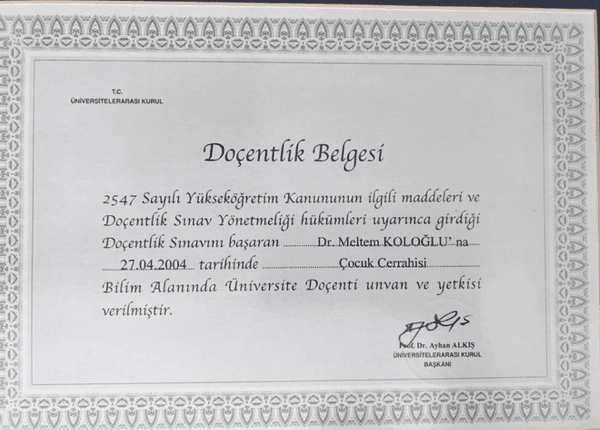 T.C.
ÜNİVERSİTELERARASI KURUL
Doçentlik Belgesi
2547 Sayılı Yükseköğretim Kanununun ilgili maddeleri ve
Doçentlik Sınav Yönetmeliği hükümleri uyarınca girdiği
Doçentlik Sınavını başaran ........ Dr. Meltem KOLOĞLU' na ....
.... 27.04.2004 .. tarihinde .................. Çocuk Cerrahisi ..................
Bilim Alanında Üniversite Doçenti unvan ve yetkisi
verilmiştir.
Prof. Dr. Ayhan ALKIŞ
ÜNİVERSİTELERARASI KURUL
BAŞKANI